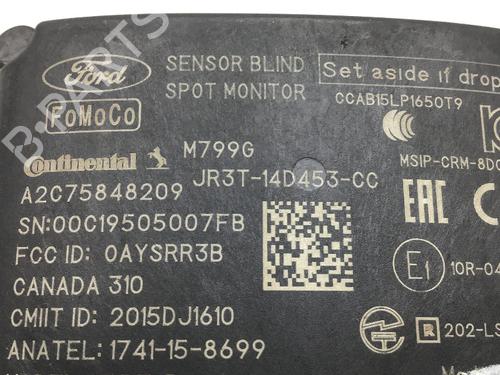 Ford
SENSOR BLIND
SPOT MONITOR
Set aside if drop
FoMoCo
CCAB15LP1650T9
Continental
M799G
MSIP-CRM-8DO
A2C75848209
JR3T-14D453-CC
SN:00C19505007FB
EAC
FCC ID: OAYSRR3B
E1
10R-04
CANADA 310
CMIIT ID: 2015DJ1610
R 202-LS
ANATEL: 1741-15-8699
B-PARTS